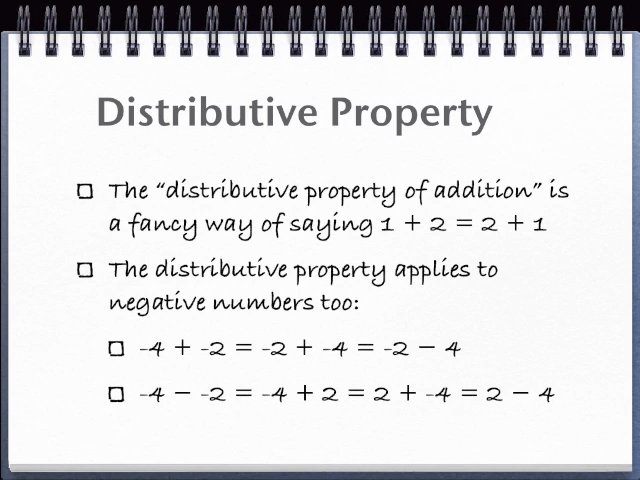 Distributive Property
The “distributive property of addition” is
a fancy way of saying 1 + 2 = 2 + 1
The distributive property applies to
negative numbers too:
-4 + -2 = -2 + -4 = -2 − 4
-4 − -2 = -4 + 2 = 2 + -4 = 2 − 4